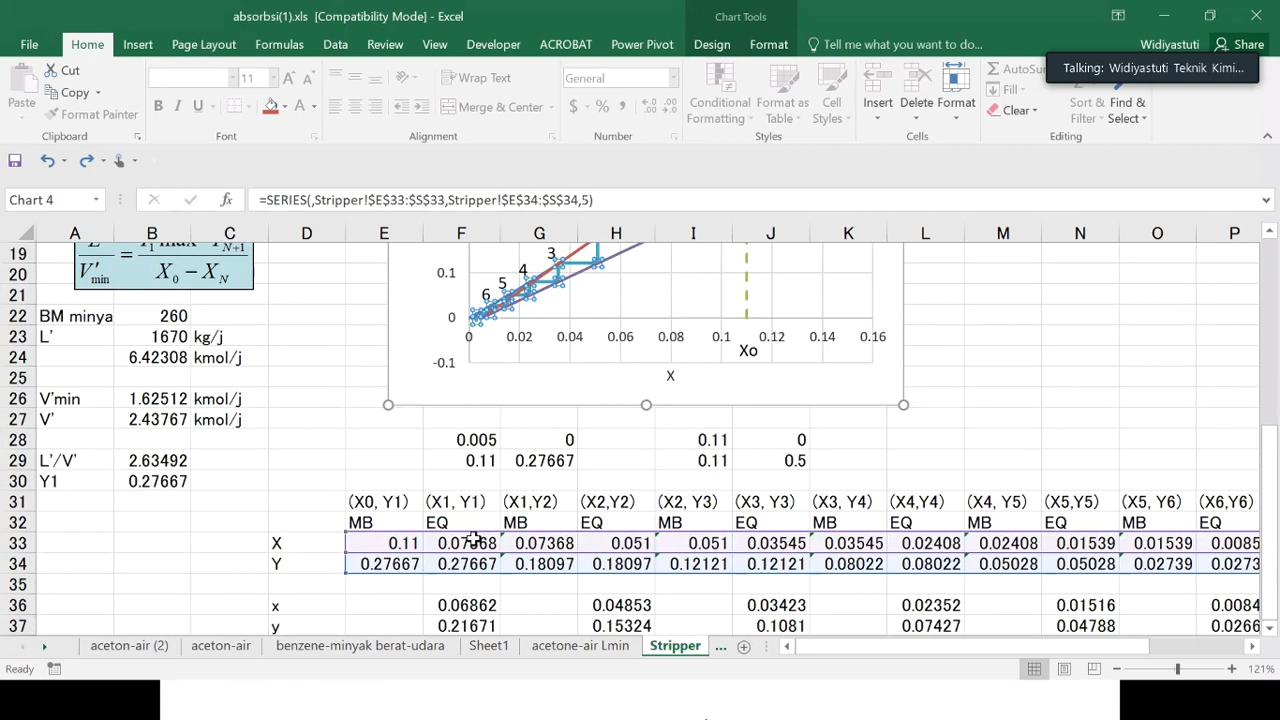 absorbsi(1).xls [Compatibility Mode] - Excel
Chart Tools
File Home Insert Page Layout Formulas Data Review View Developer ACROBAT Power Pivot Design Format Tell me what you want to do... Widiyastuti Share
Talking: Widiyastuti Teknik Kimi...
Paste Cut Copy Format Painter
11 A A
B I U A
Wrap Text
Merge & Center
General
$ % ,
Conditional Formatting Format as Table Cell Styles
Insert Delete Format
AutoSu
Fill
Clear
Sort & Filter Find & Select
Clipboard Font Alignment Number Styles Cells Editing
Chart 4 fx =SERIES(,Stripper!$E$33:$S$33,Stripper!$E$34:$S$34,5)
A B C D E F G H I J K L M N O P
19
20
V'min = X0 − XN
21
3
4
5
6
0.1
0
-0.1
0 0.02 0.04 0.06 0.08 0.1 0.12 0.14 0.16
Xo
X
22 BM minya 260
23 L' 1670 kg/j
24 6.42308 kmol/j
25
26 V'min 1.62512 kmol/j
27 V' 2.43767 kmol/j
28 0.005 0 0.11 0
29 L'/V' 2.63492 0.11 0.27667 0.11 0.5
30 Y1 0.27667
31 (X0, Y1) (X1, Y1) (X1,Y2) (X2,Y2) (X2, Y3) (X3, Y3) (X3, Y4) (X4,Y4) (X4, Y5) (X5,Y5) (X5, Y6) (X6,Y6)
32 MB EQ MB EQ MB EQ MB EQ MB EQ MB EQ
33 X 0.11 0.07368 0.07368 0.051 0.051 0.03545 0.03545 0.02408 0.02408 0.01539 0.01539 0.0085
34 Y 0.27667 0.27667 0.18097 0.18097 0.12121 0.12121 0.08022 0.08022 0.05028 0.05028 0.02739 0.0273
35
36 x 0.06862 0.04853 0.03423 0.02352 0.01516 0.0084
37 y 0.21671 0.15324 0.1081 0.07427 0.04788 0.0266
... aceton-air (2) aceton-air benzene-minyak berat-udara Sheet1 acetone-air Lmin Stripper ...
Ready 121%